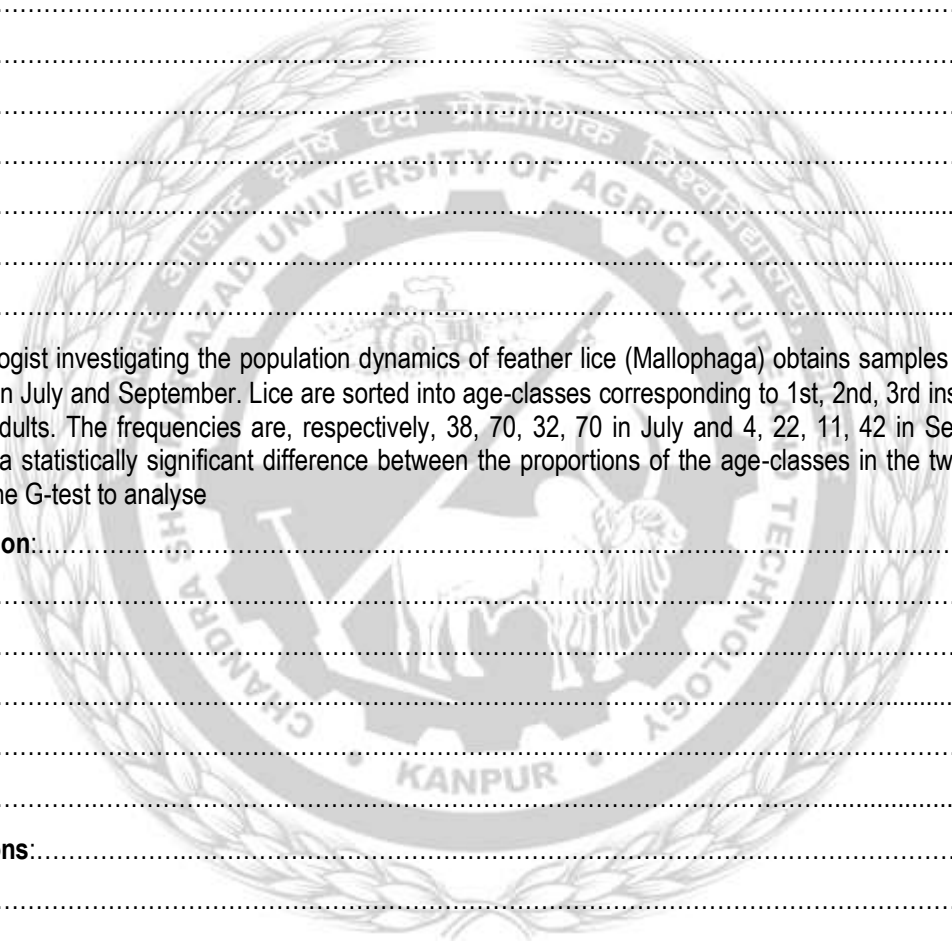 ogist investigating the population dynamics of feather lice (Mallophaga) obtains samples
n July and September. Lice are sorted into age-classes corresponding to 1st, 2nd, 3rd ins
dults. The frequencies are, respectively, 38, 70, 32, 70 in July and 4, 22, 11, 42 in Se
a statistically significant difference between the proportions of the age-classes in the tw
ne G-test to analyse
on:
ns:
UNIVERSITY OF AGRICULTURE
TECHNOLOGY
CHANDRA
KANPUR